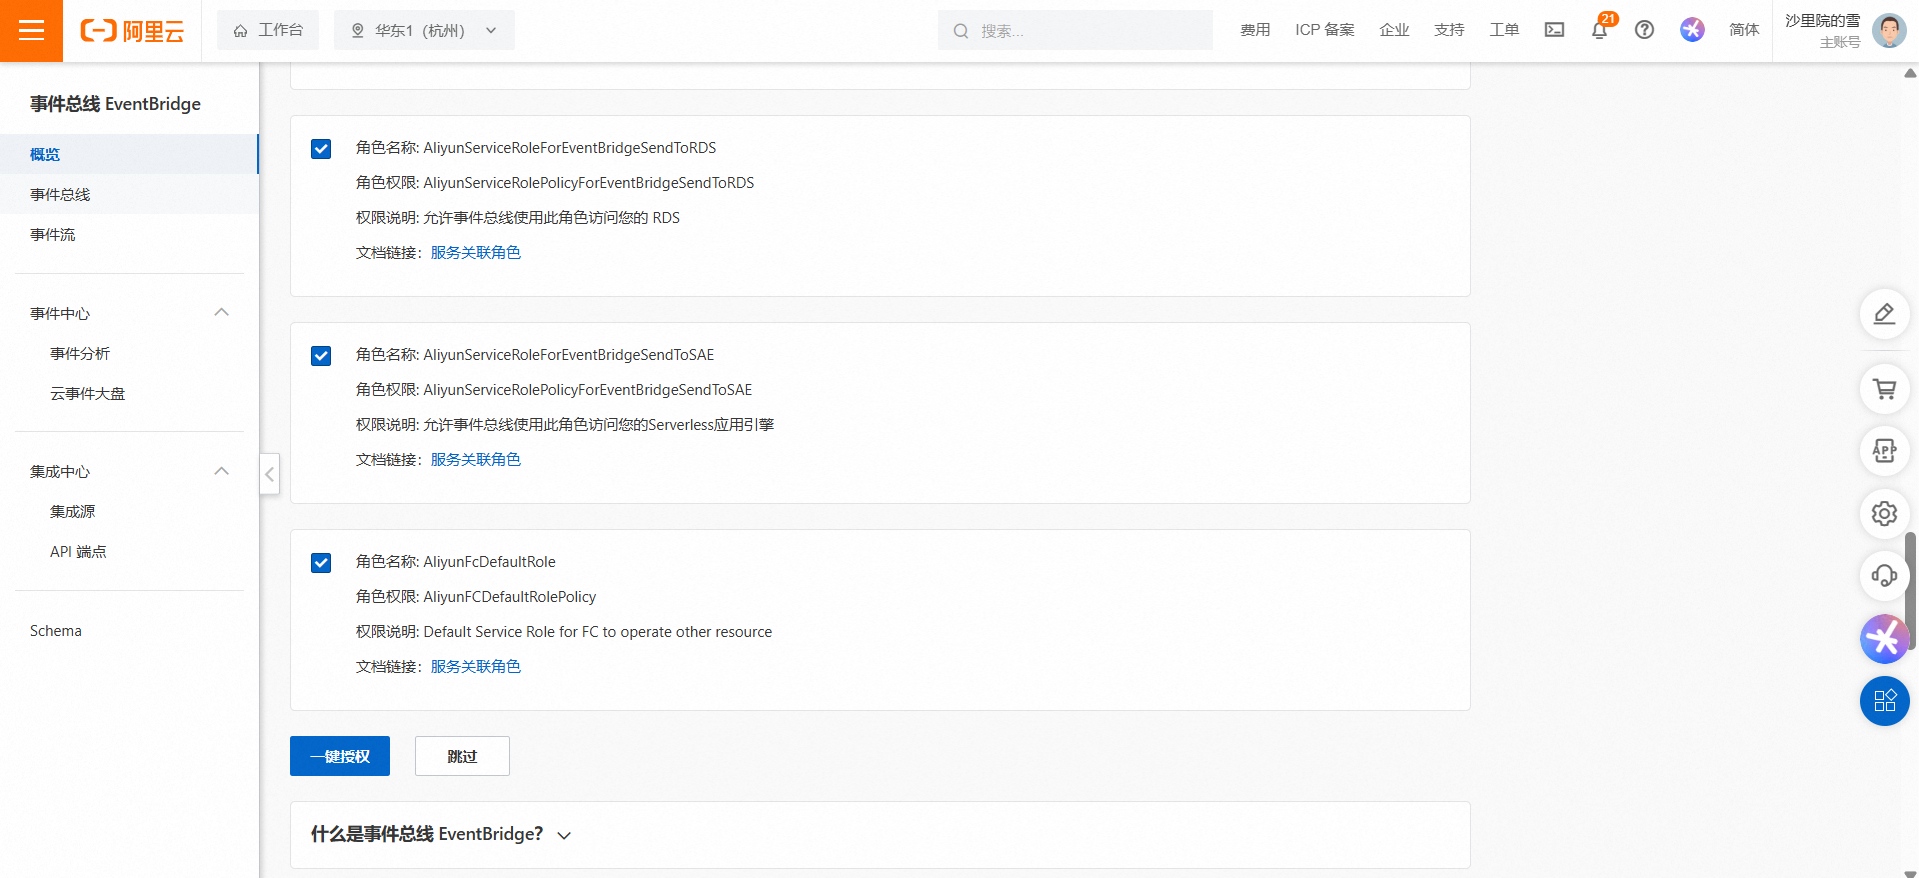 阿里云
工作台
华东1（杭州）
搜索...
费用
ICP 备案
企业
支持
工单
21
简体
沙里院的雪
主账号
事件总线 EventBridge
概览
事件总线
事件流
事件中心
事件分析
云事件大盘
集成中心
集成源
API 端点
Schema
角色名称: AliyunServiceRoleForEventBridgeSendToRDS
角色权限: AliyunServiceRolePolicyForEventBridgeSendToRDS
权限说明: 允许事件总线使用此角色访问您的 RDS
文档链接： 服务关联角色
角色名称: AliyunServiceRoleForEventBridgeSendToSAE
角色权限: AliyunServiceRolePolicyForEventBridgeSendToSAE
权限说明: 允许事件总线使用此角色访问您的Serverless应用引擎
文档链接： 服务关联角色
角色名称: AliyunFcDefaultRole
角色权限: AliyunFCDefaultRolePolicy
权限说明: Default Service Role for FC to operate other resource
文档链接： 服务关联角色
一键授权
跳过
什么是事件总线 EventBridge?
APP